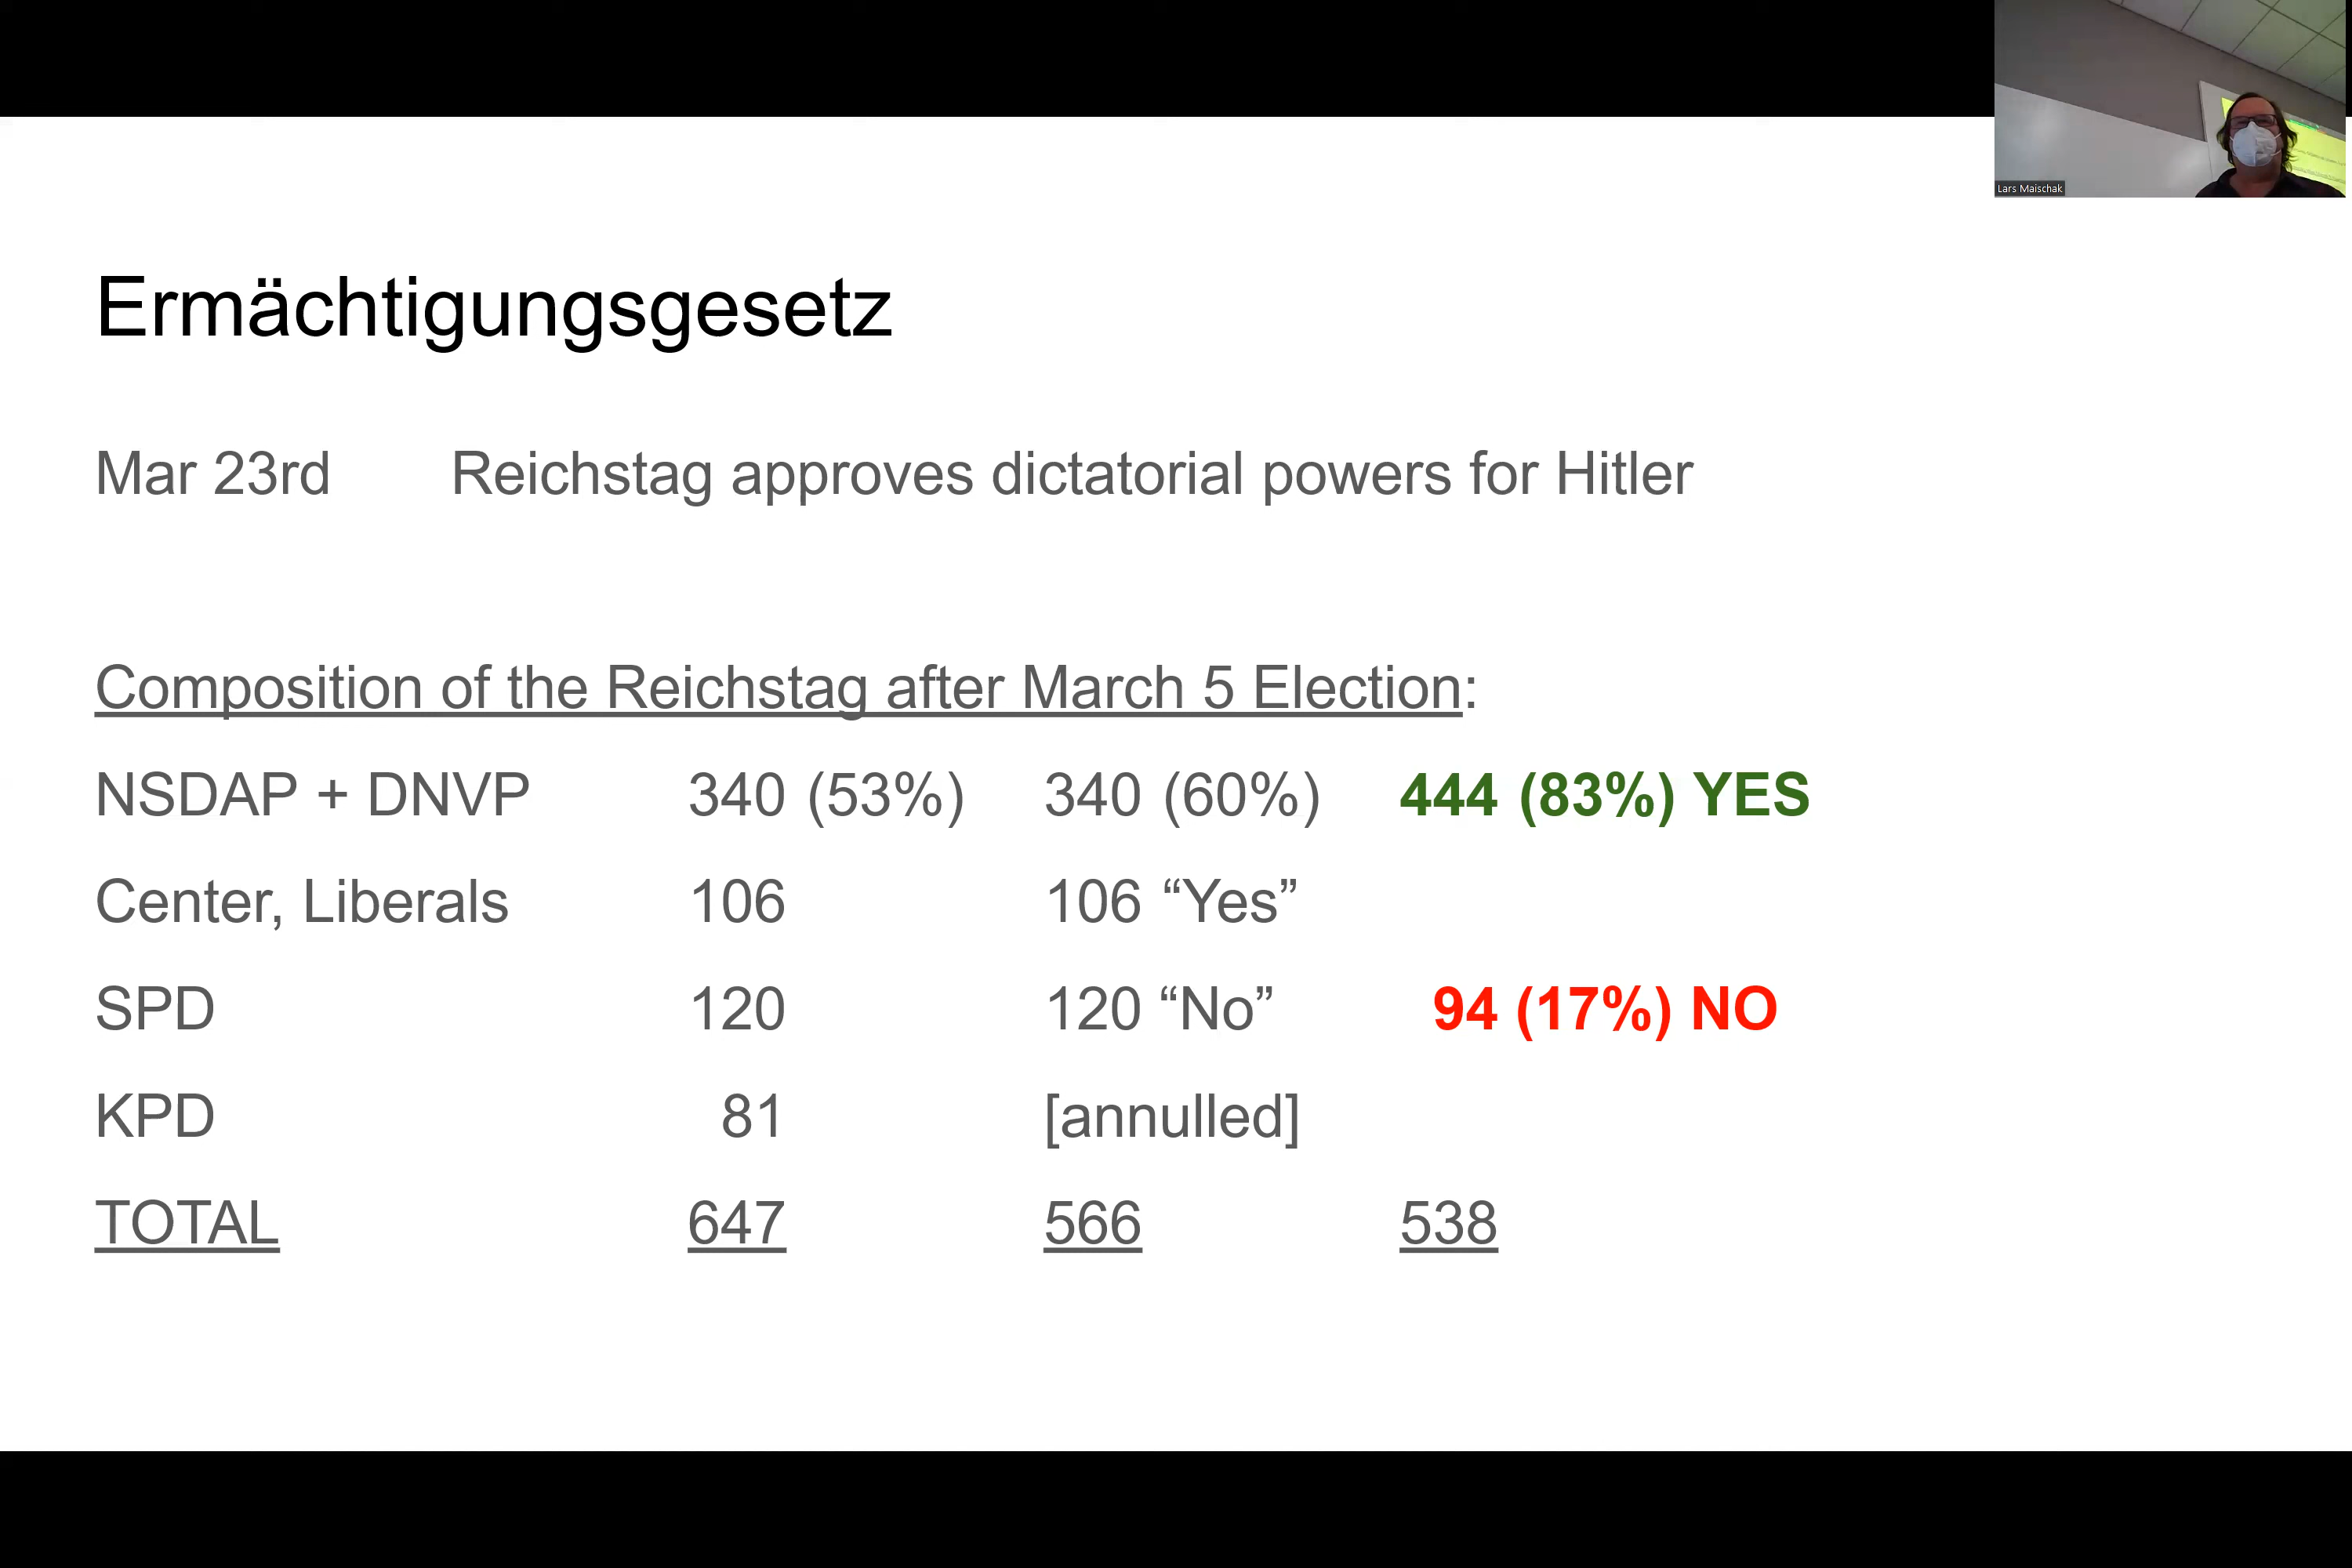 Lars Maischak
Ermächtigungsgesetz
Mar 23rd Reichstag approves dictatorial powers for Hitler
Composition of the Reichstag after March 5 Election:
NSDAP + DNVP 340 (53%) 340 (60%) 444 (83%) YES
Center, Liberals 106 106 “Yes”
SPD 120 120 “No” 94 (17%) NO
KPD 81 [annulled]
TOTAL 647 566 538